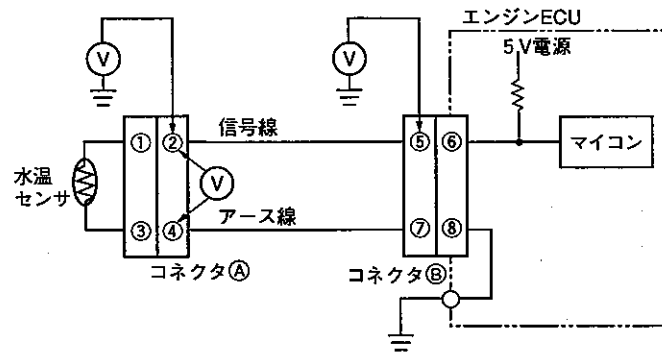 エンジンECU
5V電源
V
V
信号線
① ②
⑤ ⑥
マイコン
水温
センサ
V
アース線
③ ④
⑦ ⑧
コネクタⒶ
コネクタⒷ